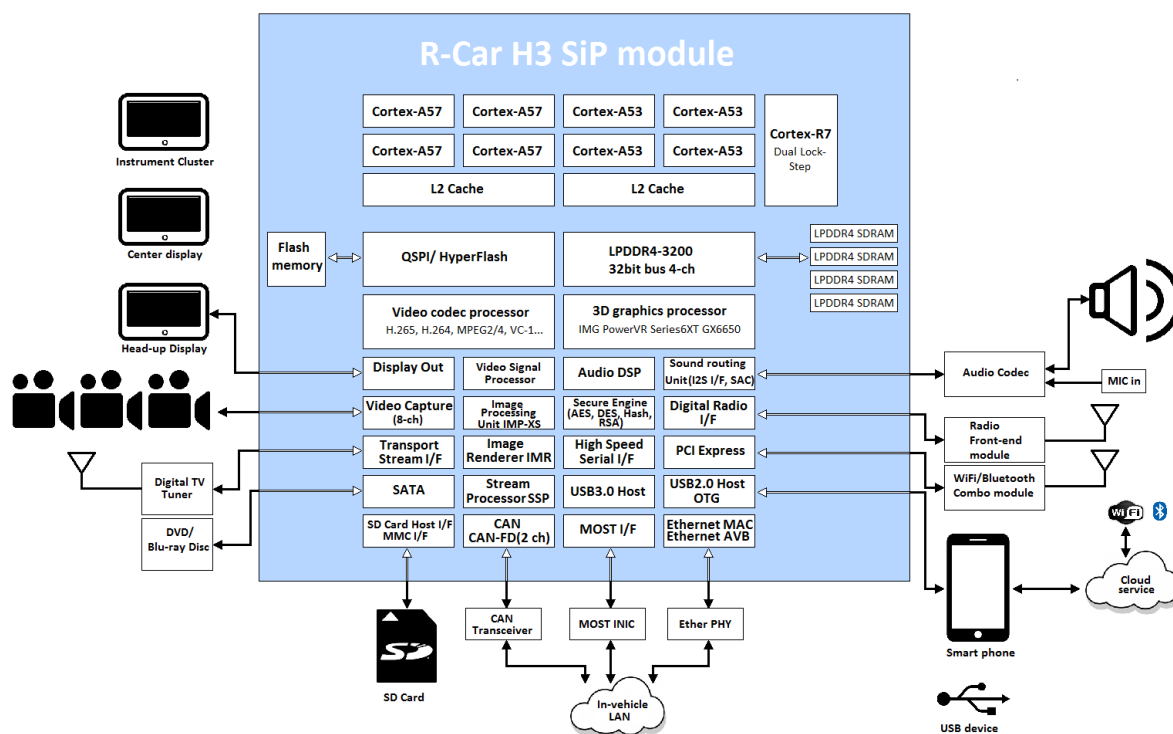 R-Car H3 SiP module
Cortex-A57
Cortex-A57
Cortex-A53
Cortex-A53
Cortex-R7
Dual Lock-
Step
Cortex-A57
Cortex-A57
Cortex-A53
Cortex-A53
L2 Cache
L2 Cache
Instrument Cluster
Center display
Head-up Display
Flash
memory
QSPI/ HyperFlash
LPDDR4-3200
32bit bus 4-ch
LPDDR4 SDRAM
LPDDR4 SDRAM
LPDDR4 SDRAM
LPDDR4 SDRAM
Video codec processor
H.265, H.264, MPEG2/4, VC-1...
3D graphics processor
IMG PowerVR Series6XT GX6650
Display Out
Video Signal
Processor
Audio DSP
Sound routing
Unit(I2S I/F, SAC)
Audio Codec
MIC in
Video Capture
(8-ch)
Image
Processing
Unit IMP-XS
Secure Engine
(AES, DES, Hash,
RSA)
Digital Radio
I/F
Radio
Front-end
module
Transport
Stream I/F
Image
Renderer IMR
High Speed
Serial I/F
PCI Express
WiFi/Bluetooth
Combo module
Digital TV
Tuner
SATA
Stream
Processor SSP
USB3.0 Host
USB2.0 Host
OTG
DVD/
Blu-ray Disc
SD Card Host I/F
MMC I/F
CAN
CAN-FD(2 ch)
MOST I/F
Ethernet MAC
Ethernet AVB
WiFi
Cloud
service
Smart phone
SD
SD Card
CAN
Transceiver
MOST INIC
Ether PHY
In-vehicle
LAN
USB device